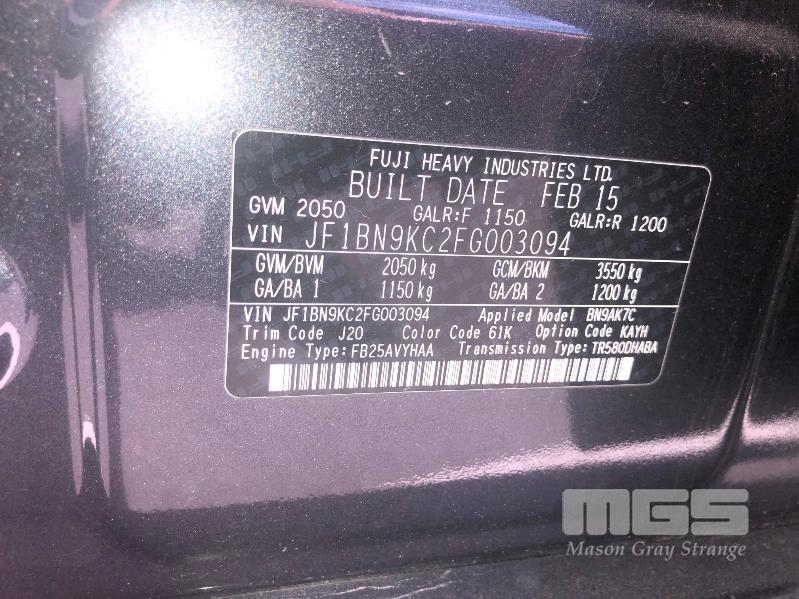 FUJI HEAVY INDUSTRIES LTD.
BUILT DATE FEB 15
GVM 2050 GALR:F 1150 GALR:R 1200
VIN JF1BN9KC2FG003094
GVM/BVM 2050 kg GCM/BKM 3550 kg
GA/BA 1 1150 kg GA/BA 2 1200 kg
VIN JF1BN9KC2FG003094 Applied Model BN9AK7C
Trim Code J20 Color Code 61K Option Code KAYH
Engine Type: FB25AVYHAA Transmission Type: TR580DHABA
MGS
Mason Gray Strange